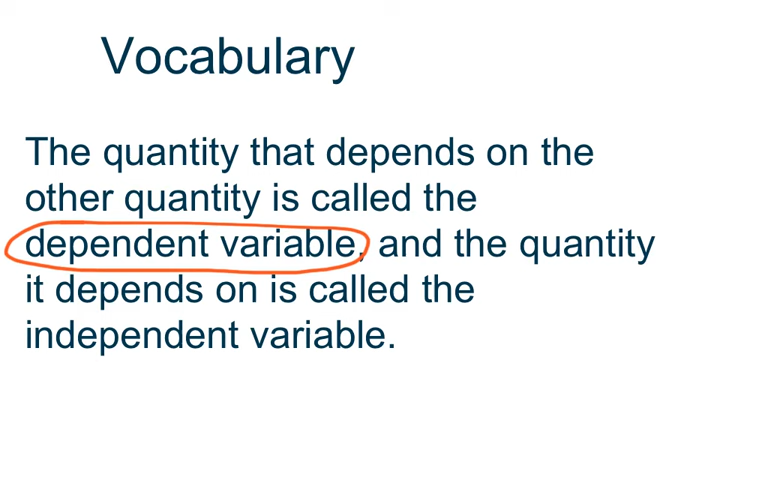 Vocabulary
The quantity that depends on the
other quantity is called the
dependent variable, and the quantity
it depends on is called the
independent variable.